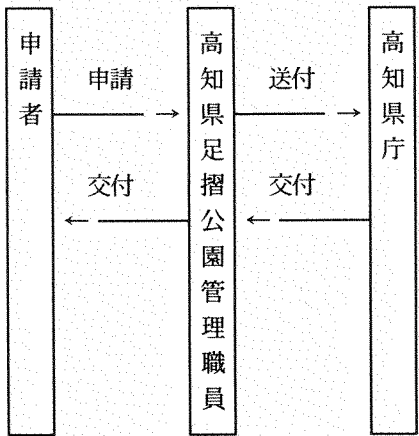 申請者
申請
交付
高知県足摺公園管理職員
送付
交付
高知県庁